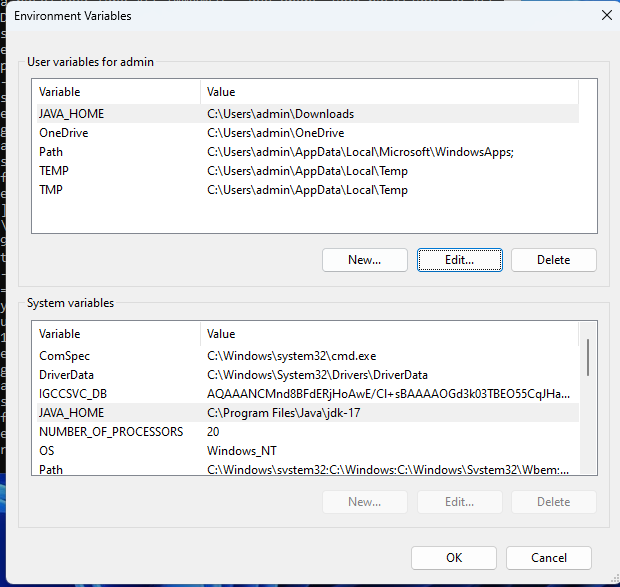 Environment Variables
User variables for admin
Variable Value
JAVA_HOME C:\Users\admin\Downloads
OneDrive C:\Users\admin\OneDrive
Path C:\Users\admin\AppData\Local\Microsoft\WindowsApps;
TEMP C:\Users\admin\AppData\Local\Temp
TMP C:\Users\admin\AppData\Local\Temp
New... Edit... Delete
System variables
Variable Value
ComSpec C:\Windows\system32\cmd.exe
DriverData C:\Windows\System32\Drivers\DriverData
IGCCSVC_DB AQAAANCMnd8BFdERjHoAwE/Cl+sBAAAAOGd3k03TBEO55CqJHa...
JAVA_HOME C:\Program Files\Java\jdk-17
NUMBER_OF_PROCESSORS 20
OS Windows_NT
Path C:\Windows\system32;C:\Windows;C:\Windows\System32\Wbem;...
New... Edit... Delete
OK Cancel